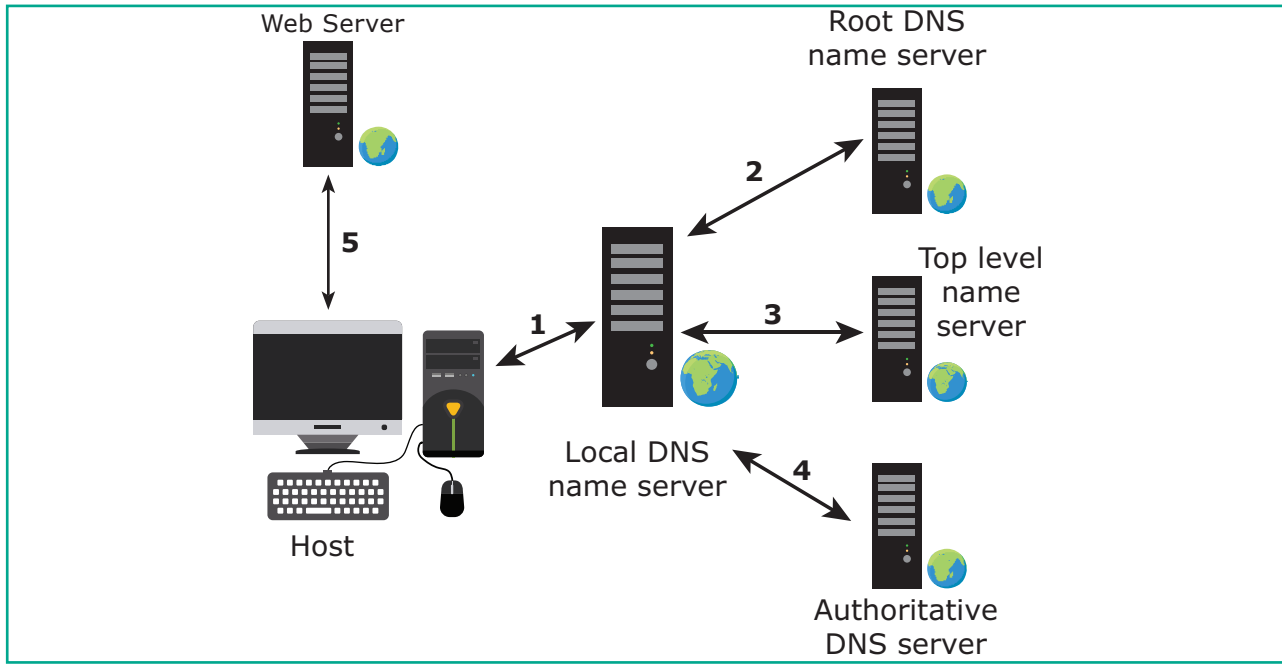 Web Server
Root DNS
name server
2
5
Top level
name
server
1
3
Local DNS
name server
4
Host
Authoritative
DNS server